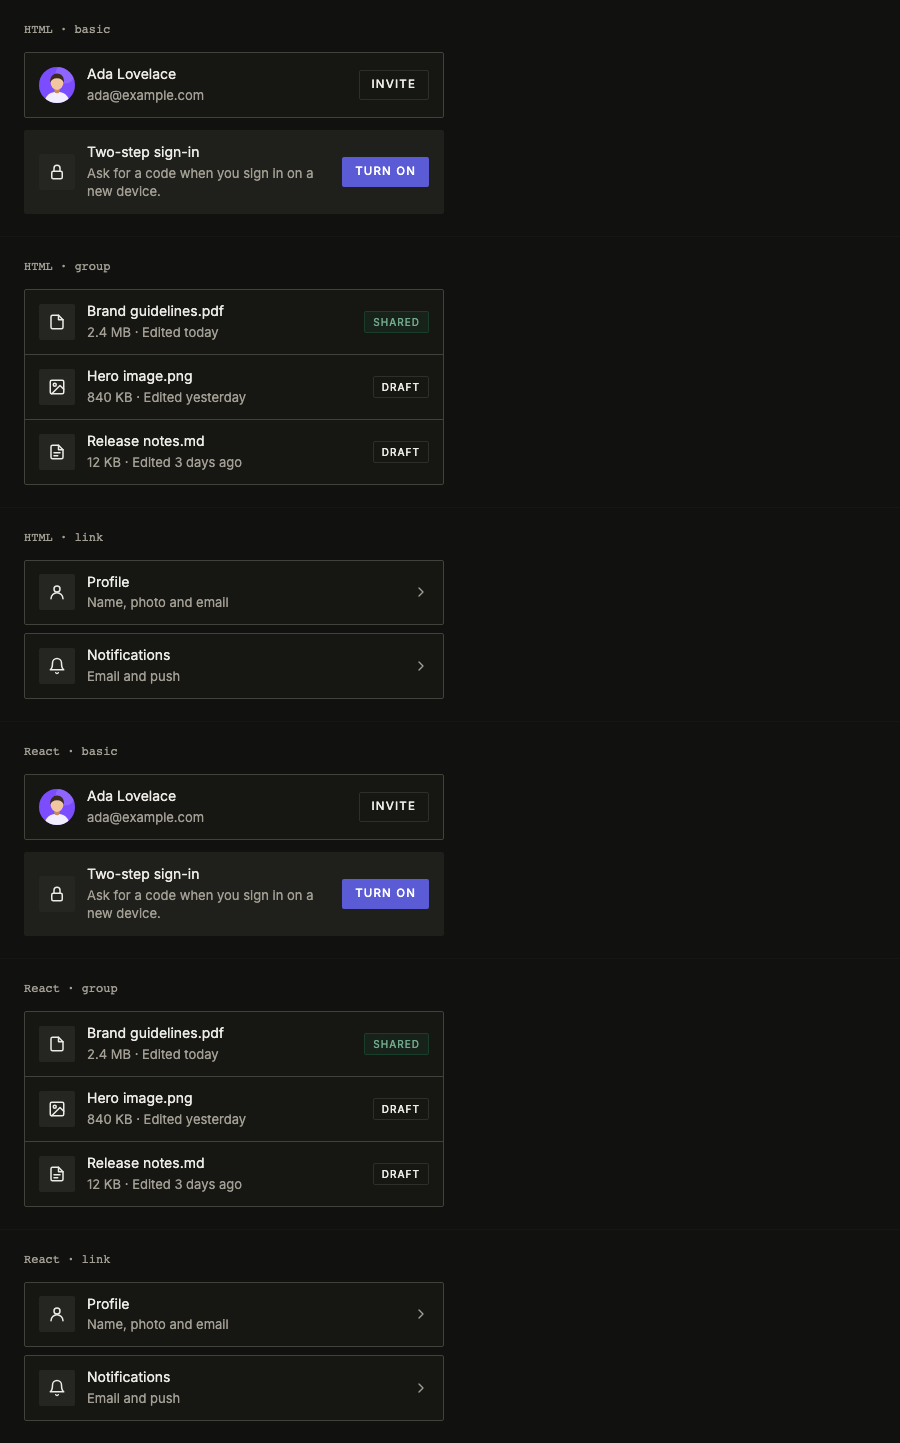 HTML · basic
Ada Lovelace
ada@example.com
INVITE
Two-step sign-in
Ask for a code when you sign in on a
new device.
TURN ON
HTML · group
Brand guidelines.pdf
2.4 MB · Edited today
SHARED
Hero image.png
840 KB · Edited yesterday
DRAFT
Release notes.md
12 KB · Edited 3 days ago
DRAFT
HTML · link
Profile
Name, photo and email
Notifications
Email and push
React · basic
Ada Lovelace
ada@example.com
INVITE
Two-step sign-in
Ask for a code when you sign in on a
new device.
TURN ON
React · group
Brand guidelines.pdf
2.4 MB · Edited today
SHARED
Hero image.png
840 KB · Edited yesterday
DRAFT
Release notes.md
12 KB · Edited 3 days ago
DRAFT
React · link
Profile
Name, photo and email
Notifications
Email and push